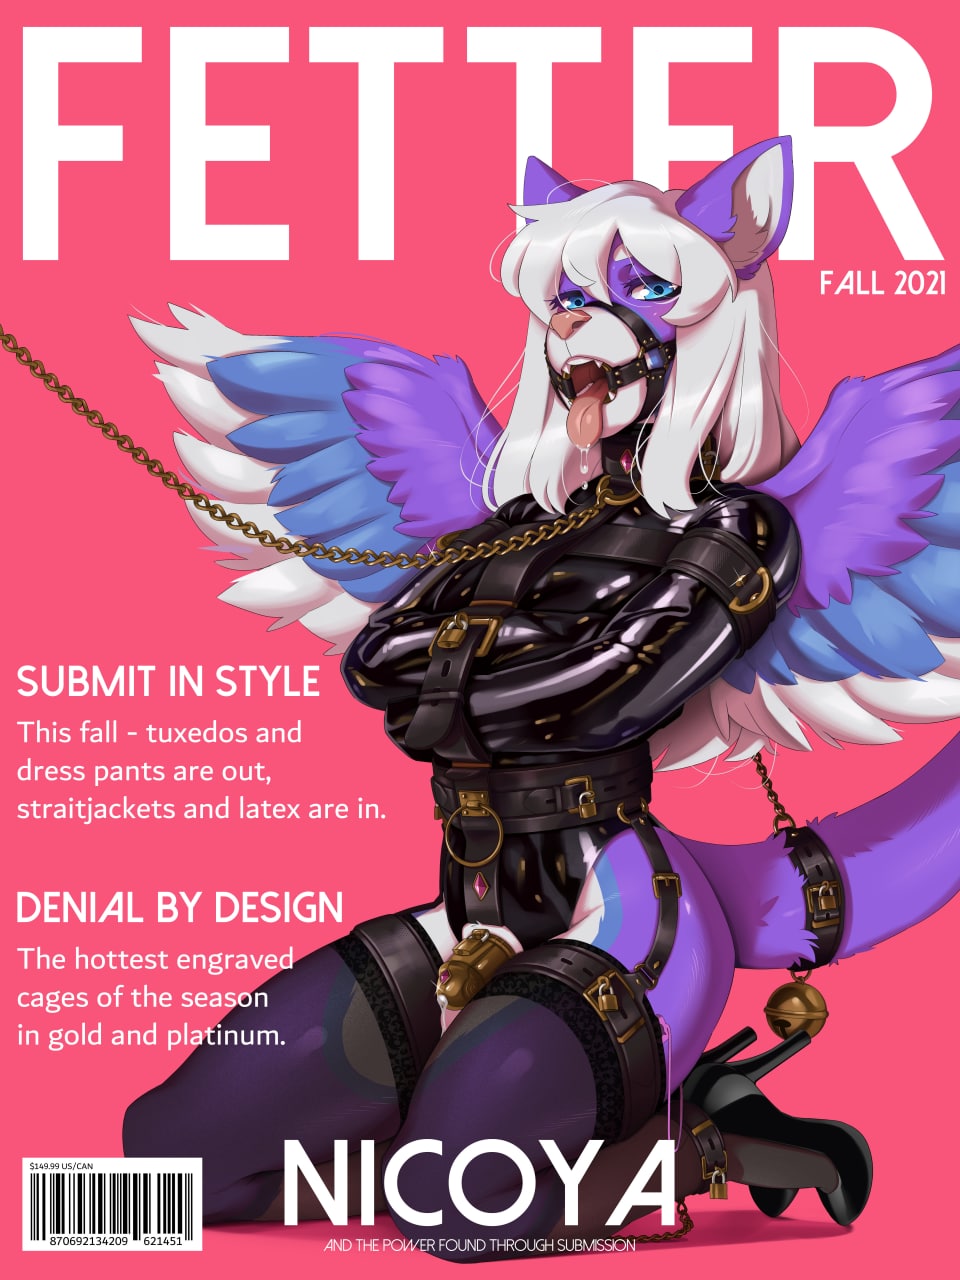 FETTER
FALL 2021
SUBMIT IN STYLE
This fall - tuxedos and
dress pants are out,
straitjackets and latex are in.
DENIAL BY DESIGN
The hottest engraved
cages of the season
in gold and platinum.
$149.99 US/CAN
870692134209 621451
NICOYA
AND THE POWER FOUND THROUGH SUBMISSION